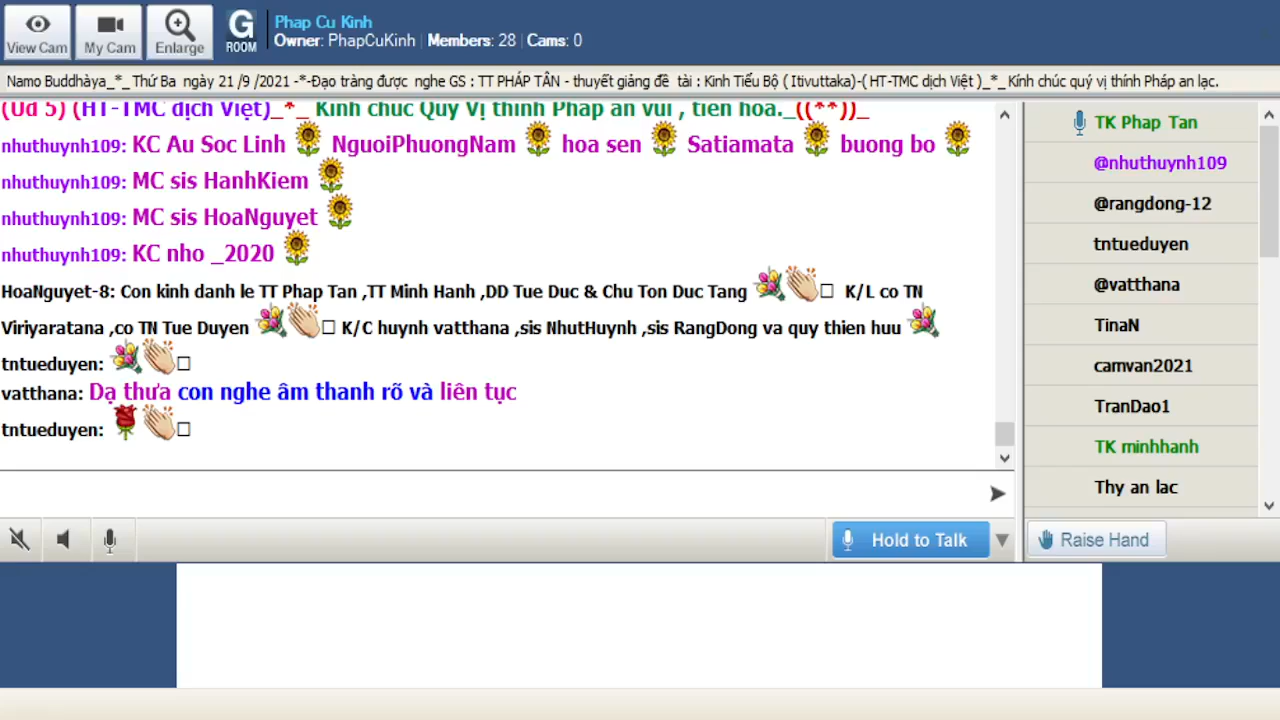 View Cam
My Cam
Enlarge
G ROOM
Phap Cu Kinh
Owner: PhapCuKinh | Members: 28 | Cams: 0
Namo Buddhàya_*_ Thứ Ba ngày 21 /9 /2021 -*-Đạo tràng được nghe GS : TT PHÁP TÂN - thuyết giảng đề tài : Kinh Tiểu Bộ ( Itivuttaka)-( HT-TMC dịch Việt )_*_ Kính chúc quý vị thính Pháp an lạc.
(Ud 5) (HT-TMC dịch Việt)_*_ Kính chúc Quý Vị thính Pháp an vui , tiến hóa._((**))_
nhuthuynh109: KC Au Soc Linh 🌻 NguoiPhuongNam 🌻 hoa sen 🌻 Satiamata 🌻 buong bo 🌻
nhuthuynh109: MC sis HanhKiem 🌻
nhuthuynh109: MC sis HoaNguyet 🌻
nhuthuynh109: KC nho _2020 🌻
HoaNguyet-8: Con kinh danh le TT Phap Tan ,TT Minh Hanh ,DD Tue Duc & Chu Ton Duc Tang 💐👏 K/L co TN
Viriyaratana ,co TN Tue Duyen 💐👏 K/C huynh vatthana ,sis NhutHuynh ,sis RangDong va quy thien huu 💐
tntueduyen: 💐👏
vatthana: Dạ thưa con nghe âm thanh rõ và liên tục
tntueduyen: 🌹👏
TK Phap Tan
@nhuthuynh109
@rangdong-12
tntueduyen
@vatthana
TinaN
camvan2021
TranDao1
TK minhhanh
Thy an lac
Hold to Talk
Raise Hand